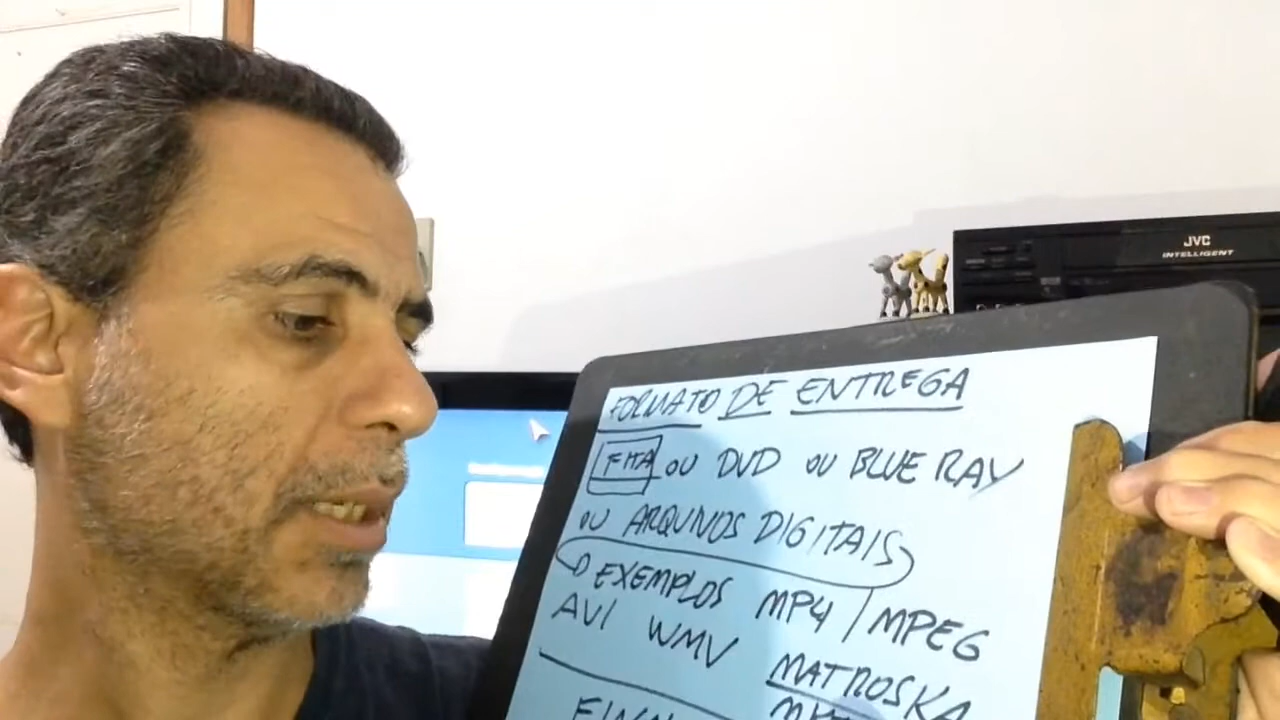 JVC
INTELLIGENT
FORMATO DE ENTREGA
FITA OU DVD OU BLUE RAY
OU ARQUIVOS DIGITAIS
EXEMPLOS MP4 / MPEG
AVI WMV MATROSKA